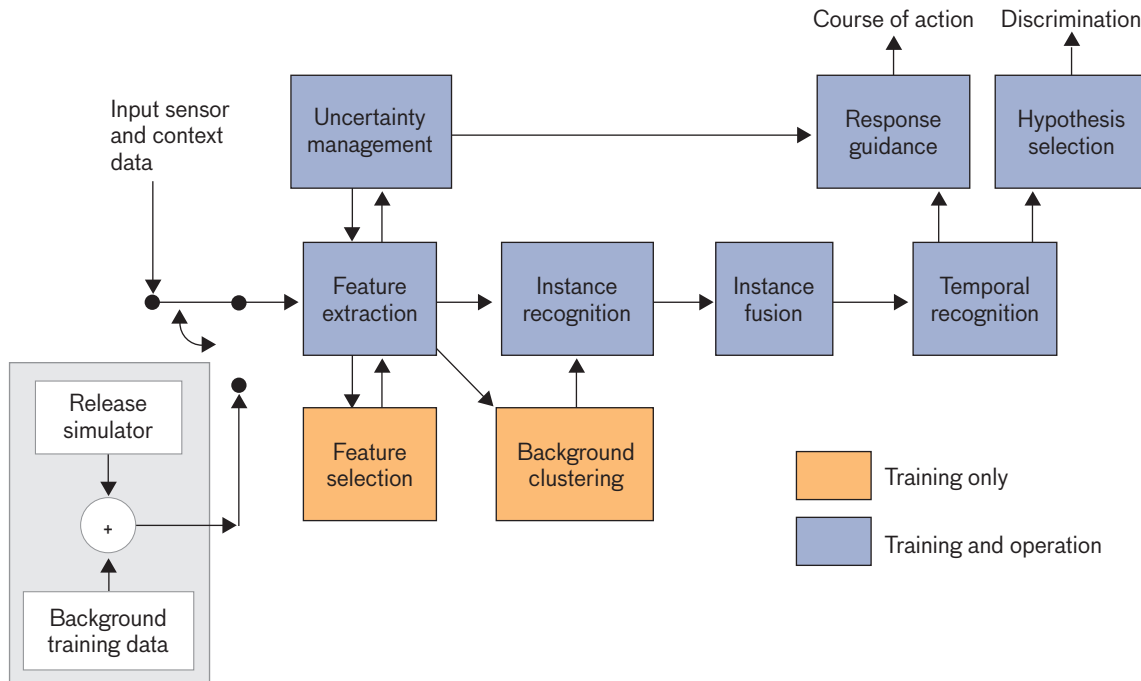 Course of action
Discrimination
Input sensor
and context
data
Uncertainty
management
Response
guidance
Hypothesis
selection
Feature
extraction
Instance
recognition
Instance
fusion
Temporal
recognition
Release
simulator
+
Background
training data
Feature
selection
Background
clustering
Training only
Training and operation